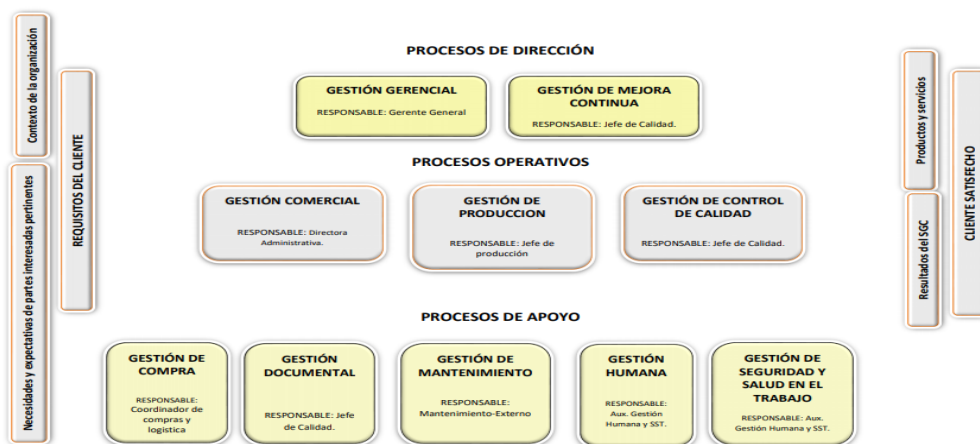 Contexto de la organización
Necesidades y expectativas de partes interesadas pertinentes
REQUISITOS DEL CLIENTE
PROCESOS DE DIRECCIÓN
GESTIÓN GERENCIAL
RESPONSABLE: Gerente General
GESTIÓN DE MEJORA
CONTINUA
RESPONSABLE: Jefe de Calidad.
PROCESOS OPERATIVOS
GESTIÓN COMERCIAL
RESPONSABLE: Directora
Administrativa.
GESTIÓN DE
PRODUCCION
RESPONSABLE: Jefe de
producción
GESTIÓN DE CONTROL
DE CALIDAD
RESPONSABLE: Jefe de Calidad.
PROCESOS DE APOYO
GESTIÓN DE
COMPRA
RESPONSABLE:
Coordinador de
compras y
logistica
GESTIÓN
DOCUMENTAL
RESPONSABLE: Jefe
de Calidad.
GESTIÓN DE
MANTENIMIENTO
RESPONSABLE:
Mantenimiento-Externo
GESTIÓN
HUMANA
RESPONSABLE:
Aux. Gestión
Humana y SST.
GESTIÓN DE
SEGURIDAD Y
SALUD EN EL
TRABAJO
RESPONSABLE: Aux.
Gestión Humana y SST.
Productos y servicios
Resultados del SGC
CLIENTE SATISFECHO